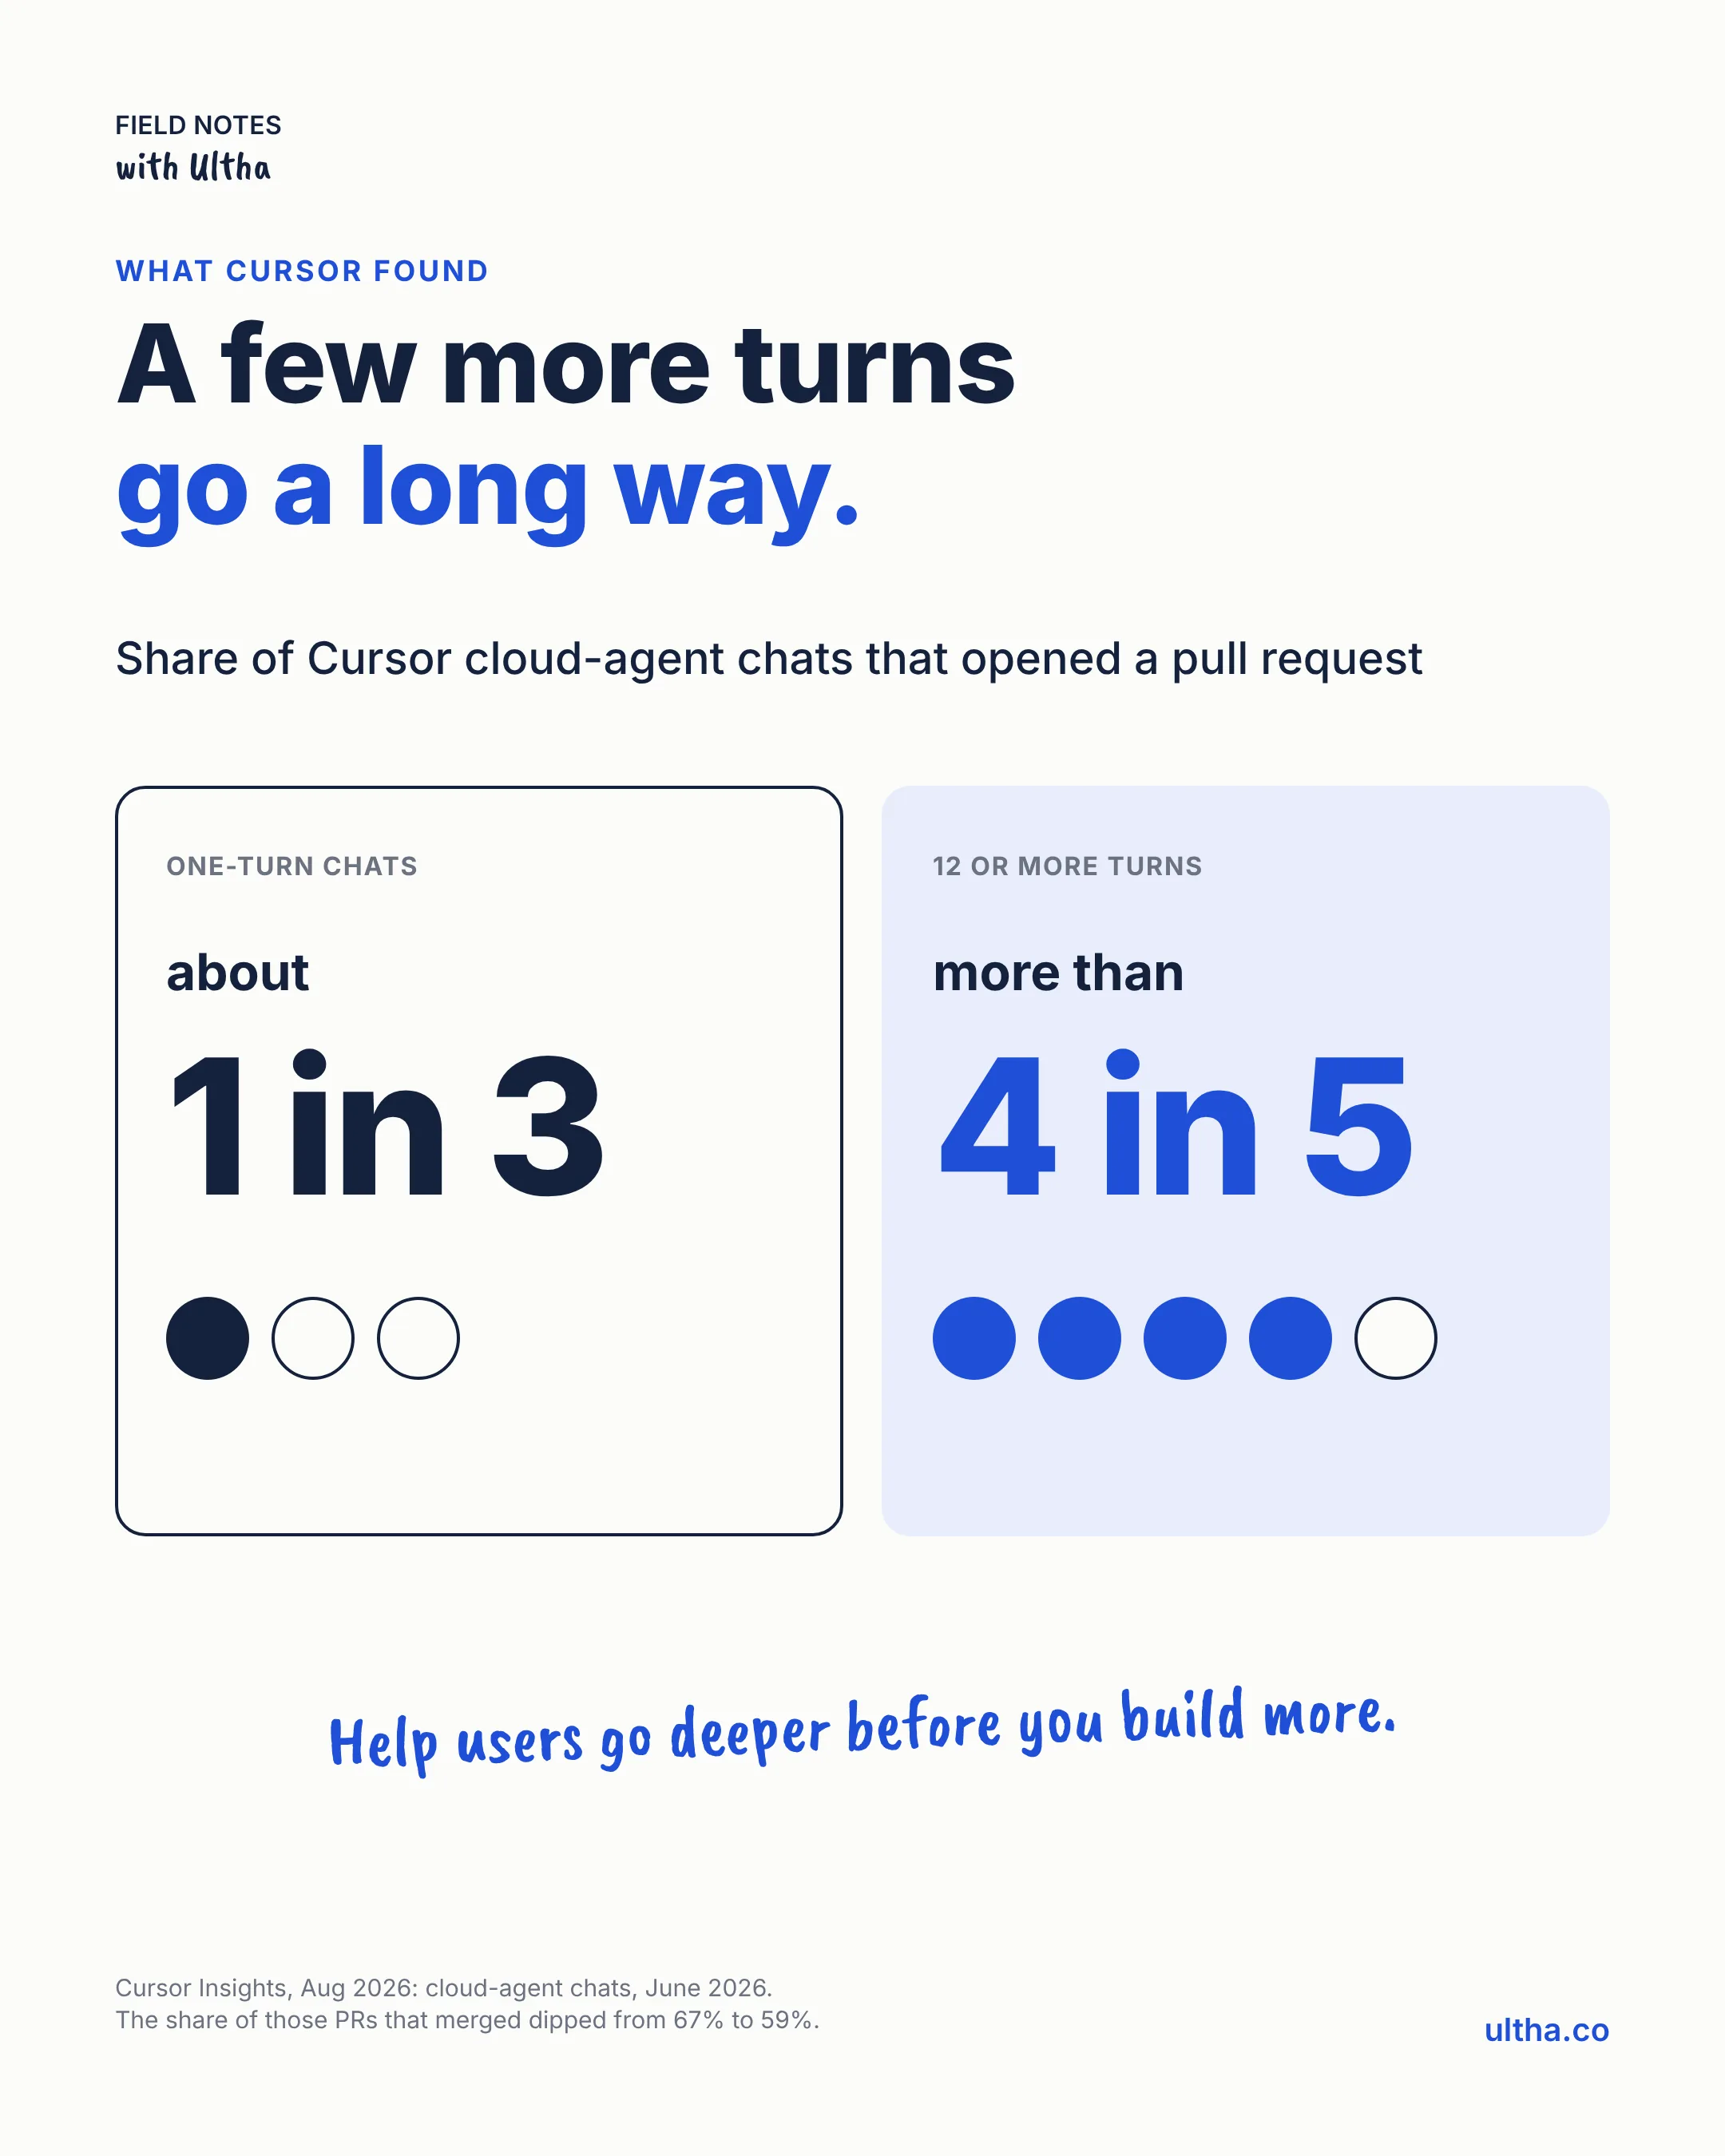 FIELD NOTES
with Ultha
WHAT CURSOR FOUND
A few more turns
go a long way.
Share of Cursor cloud-agent chats that opened a pull request
ONE-TURN CHATS
about
1 in 3
12 OR MORE TURNS
more than
4 in 5
Help users go deeper before you build more.
Cursor Insights, Aug 2026: cloud-agent chats, June 2026.
The share of those PRs that merged dipped from 67% to 59%.
ultha.co